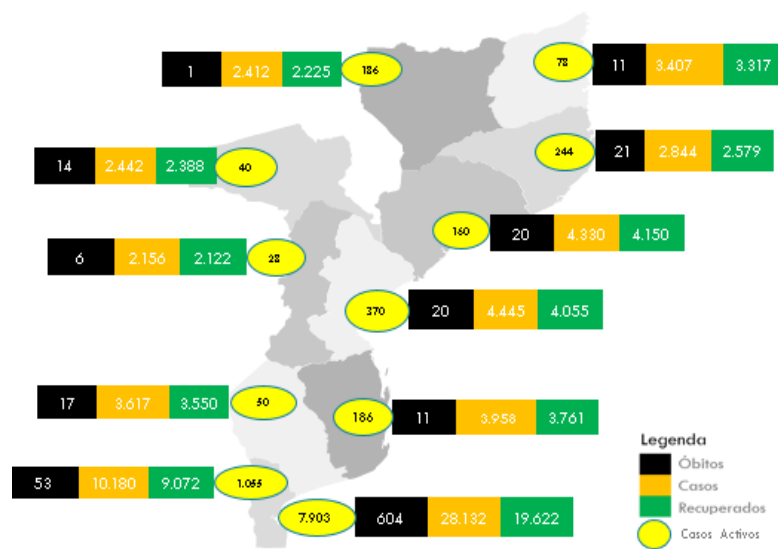 1 2.412 2.225 186
78 11 3.407 3.317
14 2.442 2.388 40
244 21 2.844 2.579
160 20 4.330 4.150
6 2.156 2.122 28
370 20 4.445 4.055
17 3.617 3.550 50
186 11 3.958 3.761
53 10.180 9.072 1.055
7.903 604 28.132 19.622
Legenda
Óbitos
Casos
Recuperados
Casos Activos